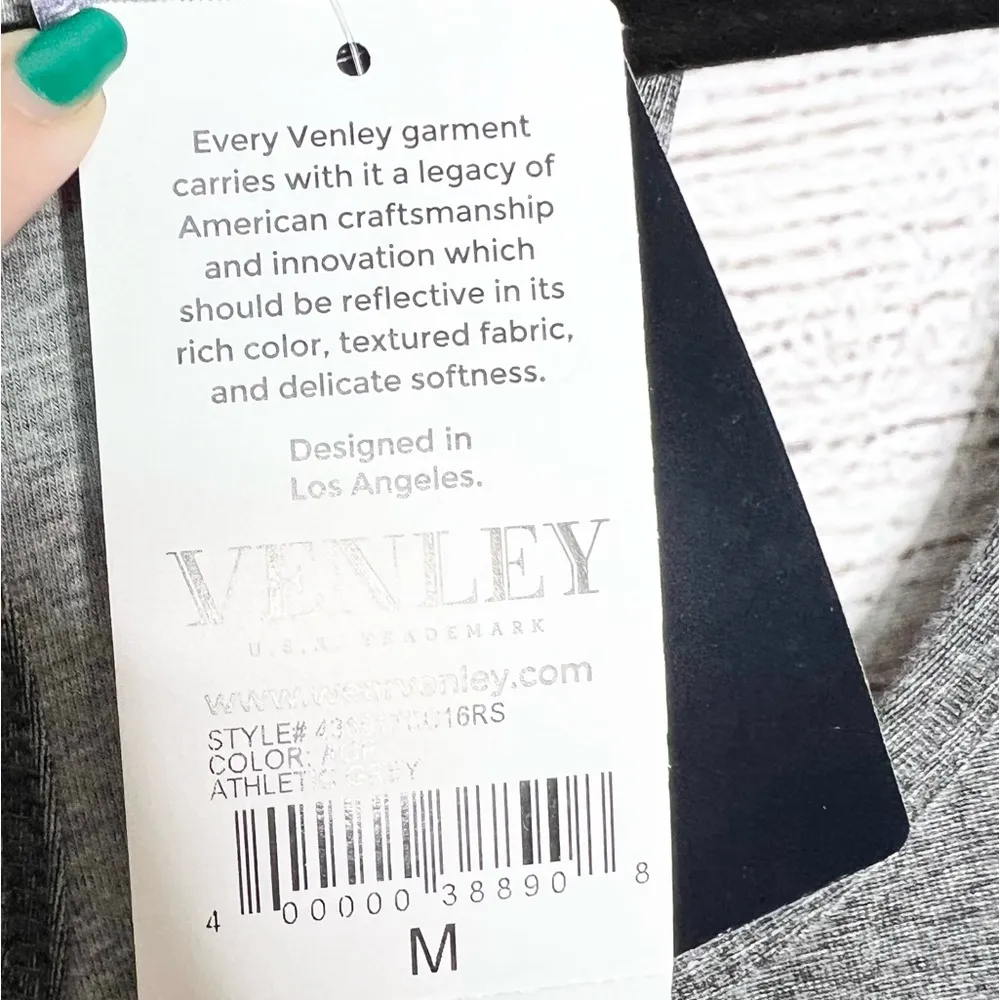 Every Venley garment
carries with it a legacy of
American craftsmanship
and innovation which
should be reflective in its
rich color, textured fabric,
and delicate softness.
Designed in
Los Angeles.
VENLEY
U.S.A. TRADEMARK
www.wearvenley.com
STYLE#
COLOR:
ATHLETIC GREY
4 00000 38890 8
M